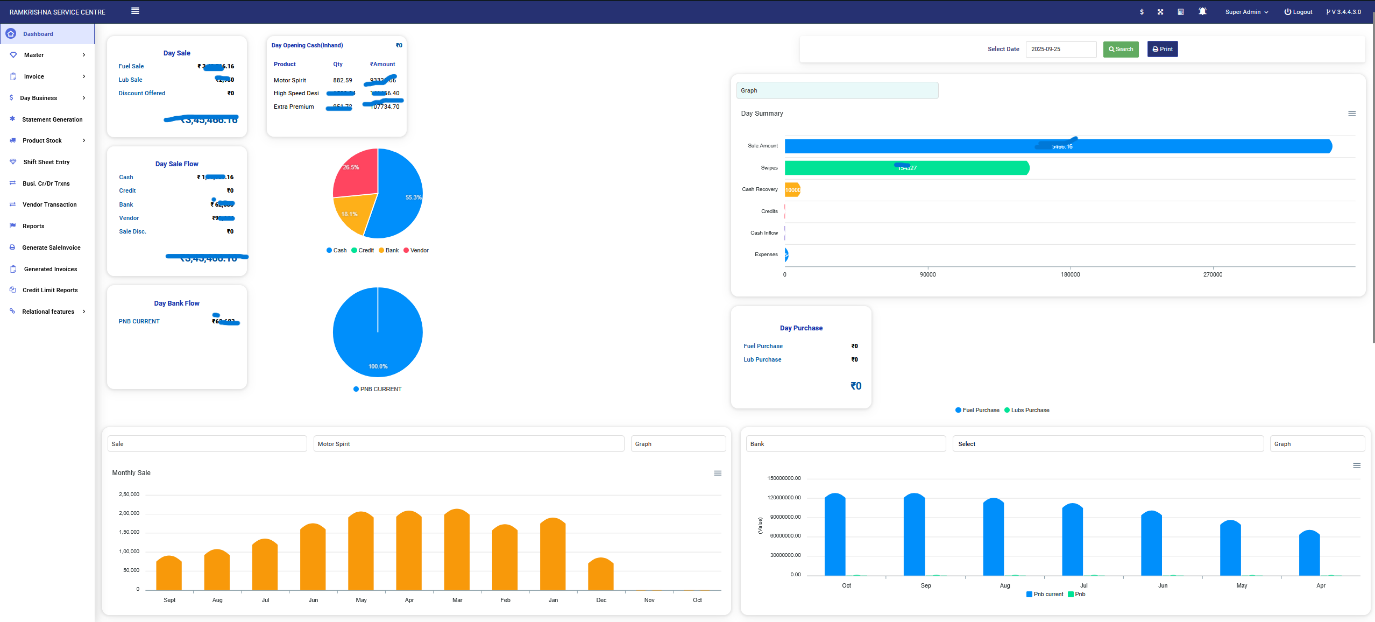 RAMKRISHNA SERVICE CENTRE
$
Super Admin
Logout
V 3.4.4.3.0
Dashboard
Master
Invoice
Day Business
Statement Generation
Product Stock
Shift Sheet Entry
Busi. Cr/Dr Trxns
Vendor Transaction
Reports
Generate SaleInvoice
Generated Invoices
Credit Limit Reports
Relational features
Day Sale
Fuel Sale ₹
Lub Sale
Discount Offered ₹0
Day Opening Cash(Inhand) ₹0
Product Qty ₹Amount
Motor Spirit 882.59
High Speed Desi
Extra Premium
Select Date 2025-09-25 Search Print
Graph
Day Summary
Sale Amount
Swipes
Cash Recovery
Credits
Cash Inflow
Expenses
0 90000 180000 270000
Day Sale Flow
Cash ₹
Credit ₹0
Bank
Vendor
Sale Disc. ₹0
55.3%
Cash Credit Bank Vendor
Day Bank Flow
PNB CURRENT
100.0%
PNB CURRENT
Day Purchase
Fuel Purchase ₹0
Lub Purchase ₹0
₹0
Fuel Purchase Lubs Purchase
Sale Motor Spirit Graph
Monthly Sale
2,50,000
2,00,000
1,50,000
1,00,000
50,000
0
Sept Aug Jul Jun May Apr Mar Feb Jan Dec Nov Oct
Bank Select Graph
(Value)
150000000.00
120000000.00
90000000.00
60000000.00
30000000.00
0.00
Oct Sep Aug Jul Jun May Apr
Pnb current Pnb